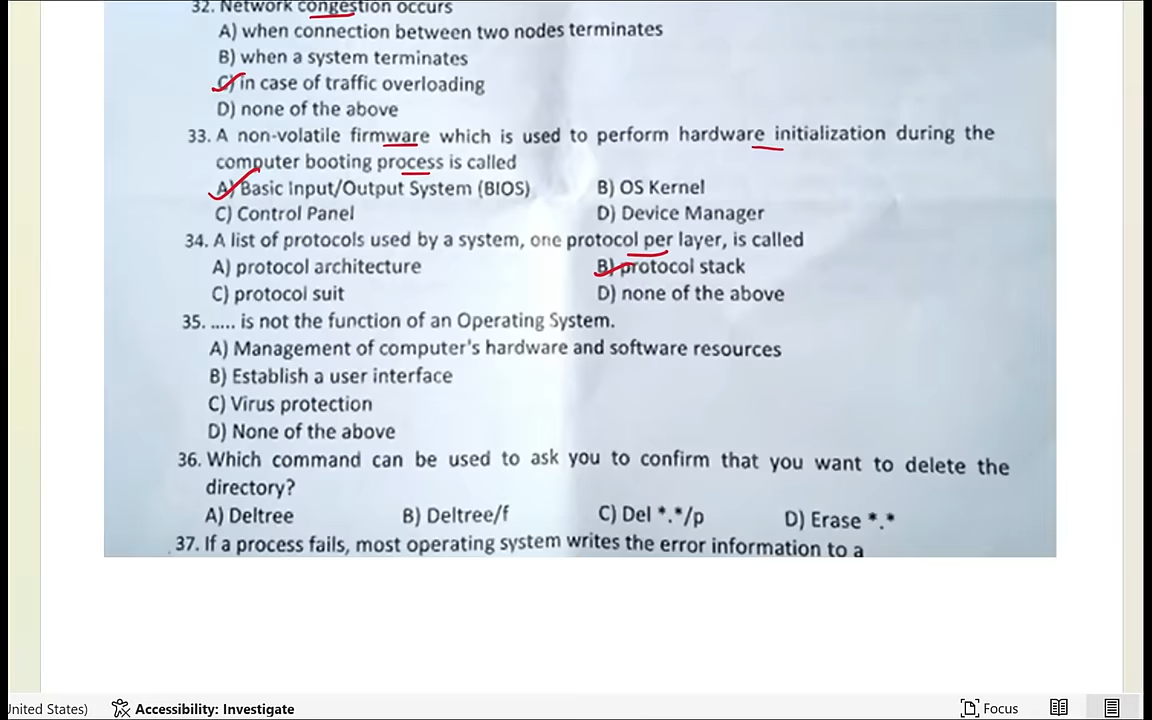 32. Network congestion occurs
A) when connection between two nodes terminates
B) when a system terminates
C) in case of traffic overloading
D) none of the above
33. A non-volatile firmware which is used to perform hardware initialization during the
computer booting process is called
A) Basic Input/Output System (BIOS) B) OS Kernel
C) Control Panel D) Device Manager
34. A list of protocols used by a system, one protocol per layer, is called
A) protocol architecture B) protocol stack
C) protocol suit D) none of the above
35. ..... is not the function of an Operating System.
A) Management of computer's hardware and software resources
B) Establish a user interface
C) Virus protection
D) None of the above
36. Which command can be used to ask you to confirm that you want to delete the
directory?
A) Deltree B) Deltree/f C) Del *.*/p D) Erase *.*
37. If a process fails, most operating system writes the error information to a
United States) Accessibility: Investigate Focus